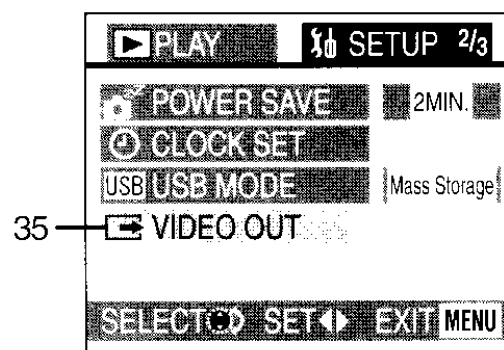 PLAY SETUP 2/3
POWER SAVE 2MIN.
CLOCK SET
USB USB MODE Mass Storage
35 VIDEO OUT
SELECT SET EXIT MENU